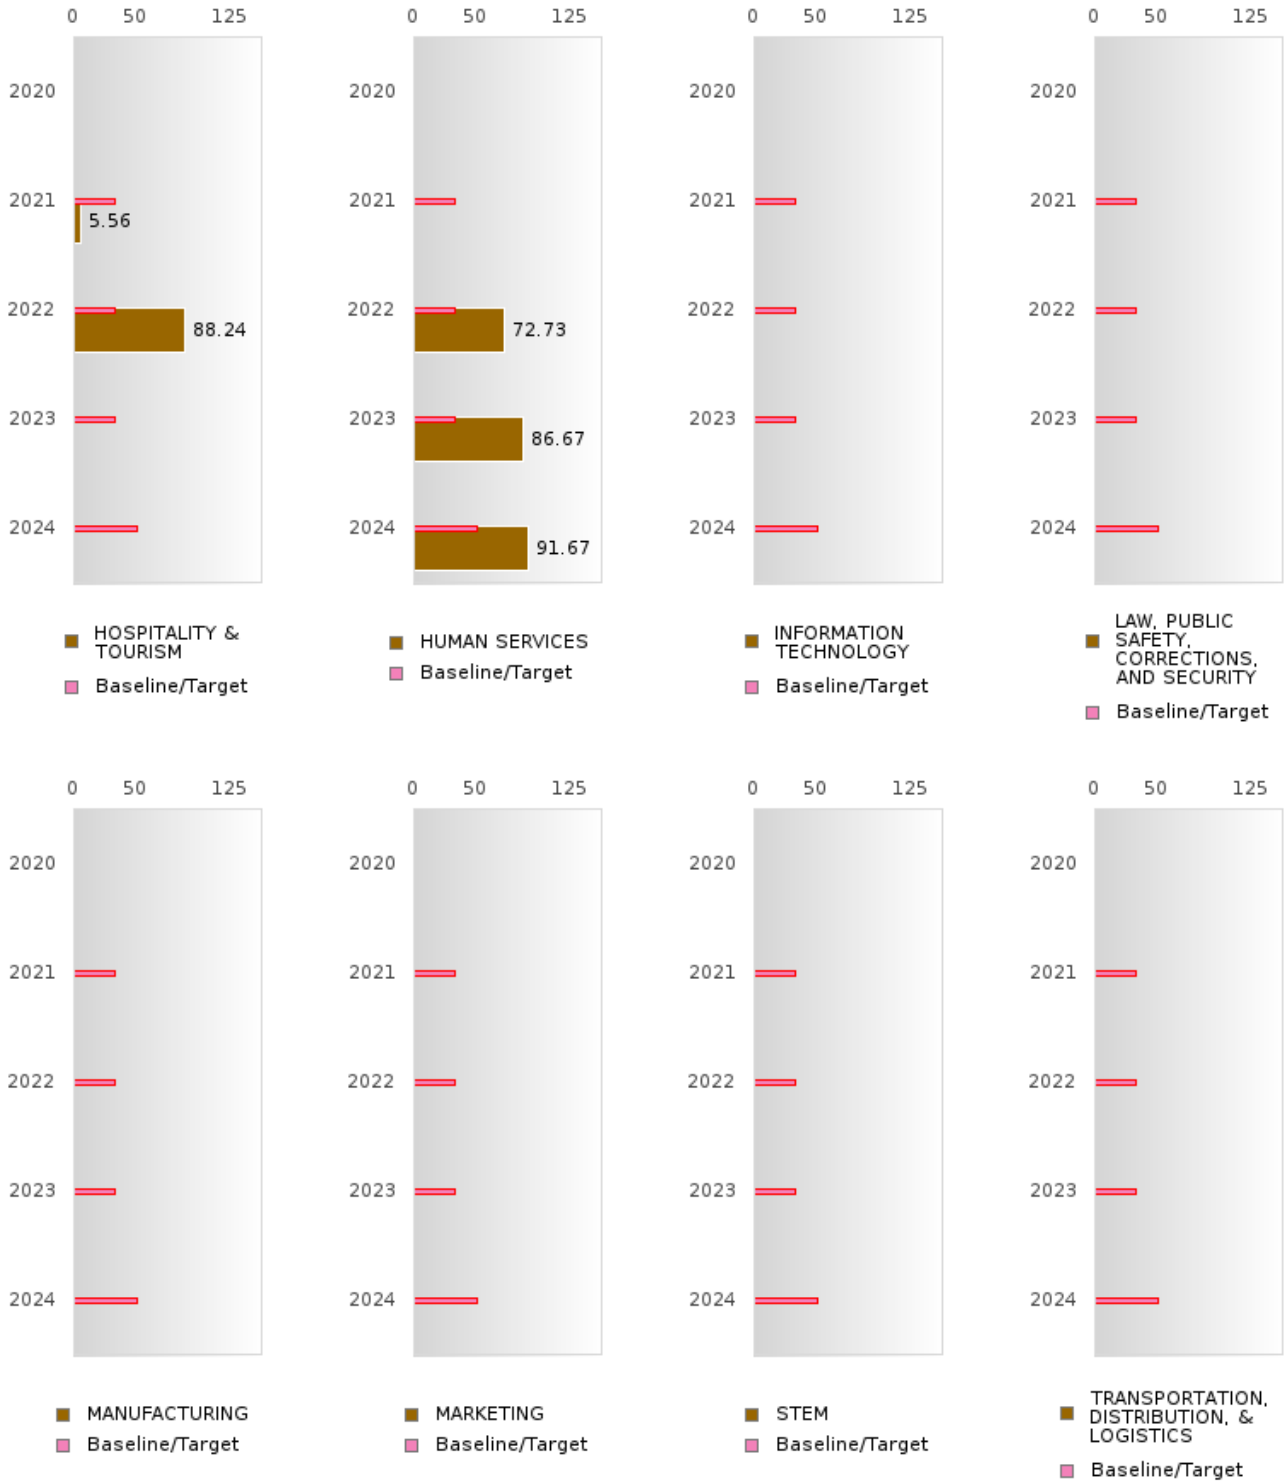 0 50 125
2020
2021
5.56
2022
88.24
2023
2024
HOSPITALITY &
TOURISM
Baseline/Target
0 50 125
2020
2021
2022
72.73
2023
86.67
2024
91.67
HUMAN SERVICES
Baseline/Target
0 50 125
2020
2021
2022
2023
2024
INFORMATION
TECHNOLOGY
Baseline/Target
0 50 125
2020
2021
2022
2023
2024
LAW, PUBLIC
SAFETY,
CORRECTIONS,
AND SECURITY
Baseline/Target
0 50 125
2020
2021
2022
2023
2024
MANUFACTURING
Baseline/Target
0 50 125
2020
2021
2022
2023
2024
MARKETING
Baseline/Target
0 50 125
2020
2021
2022
2023
2024
STEM
Baseline/Target
0 50 125
2020
2021
2022
2023
2024
TRANSPORTATION,
DISTRIBUTION, &
LOGISTICS
Baseline/Target